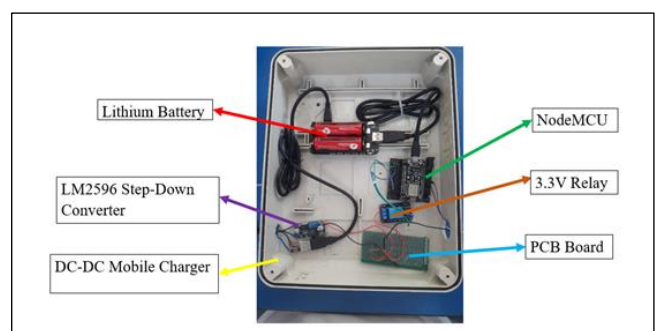 Lithium Battery
NodeMCU
LM2596 Step-Down
Converter
3.3V Relay
DC-DC Mobile Charger
PCB Board